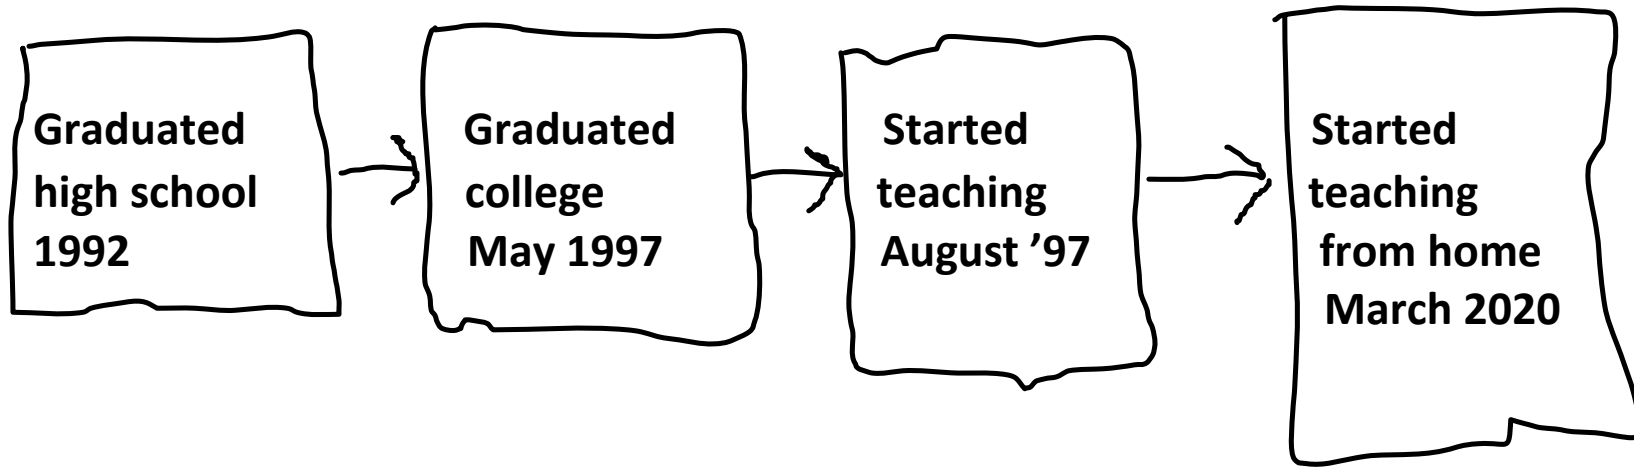 Graduated
high school
1992
Graduated
college
May 1997
Started
teaching
August ’97
Started
teaching
from home
March 2020